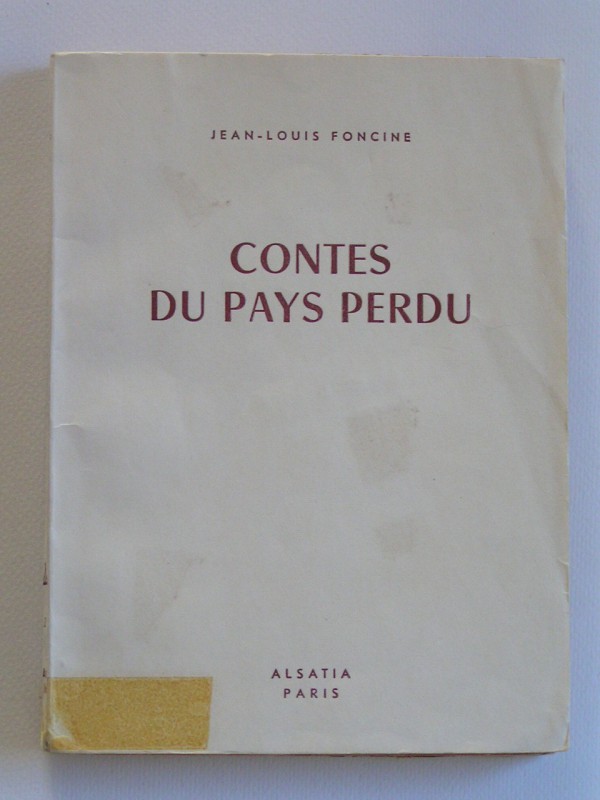 JEAN-LOUIS FONCINE
CONTES
DU PAYS PERDU
ALSATIA
PARIS